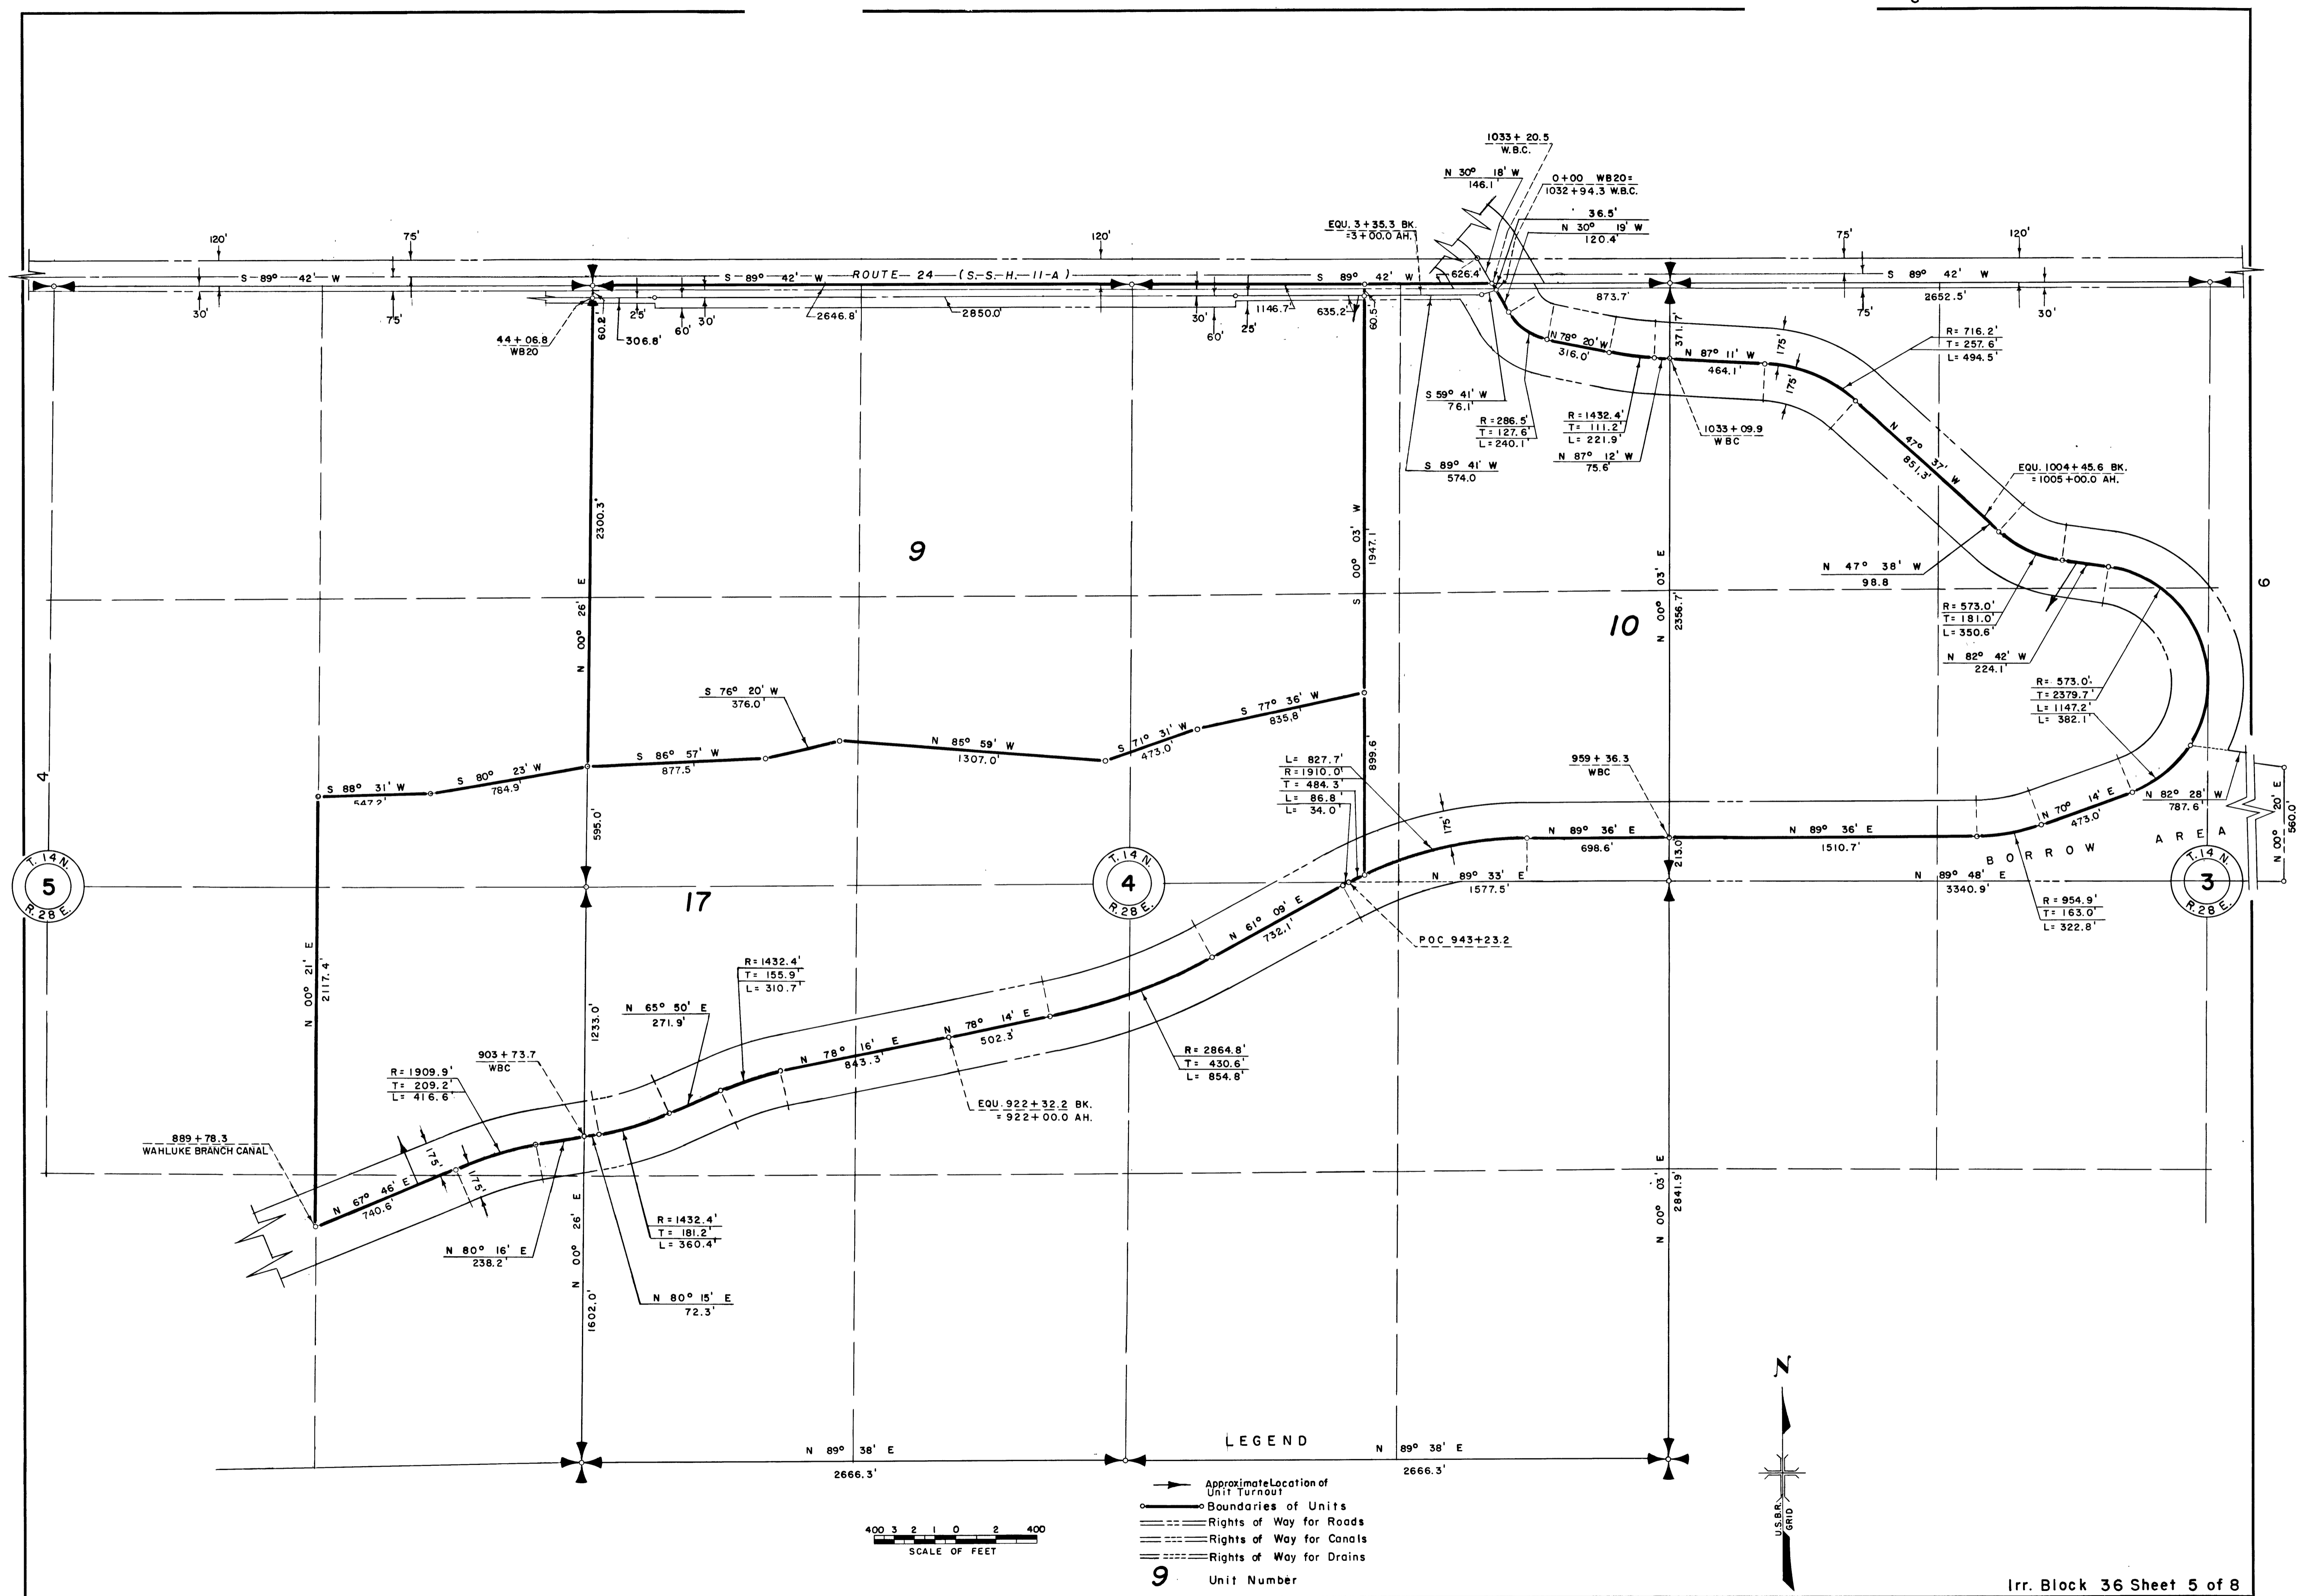 1033+ 20.5
W.B.C.
N 30° 18' W
146.1'
0+00 WB20=
1032+94.3 W.B.C.
36.5'
N 30° 19' W
120.4'
EQU. 3+35.3 BK.
=3+00.0 AH.
120'
75'
120'
75'
120'
S 89° 42' W
S 89° 42' W
ROUTE 24 (S.S.H. 11-A)
S 89° 42' W
626.4'
873.7'
S 89° 42' W
2652.5'
30'
75'
25'
60'
30'
2646.8'
2850.0'
1146.7'
30'
60'
25'
635.2'
60.5'
75'
30'
44+06.8
WB20
60.2'
306.8'
371.7'
N 78° 20' W
316.0'
N 87° 11' W
464.1'
175'
175'
R= 716.2'
T= 257.6'
L= 494.5'
S 59° 41' W
76.1'
R=286.5'
T=127.6'
L=240.1'
R=1432.4'
T= 111.2'
L= 221.9'
1033+09.9
WBC
N 87° 12' W
75.6'
S 89° 41' W
574.0
N 47° 37' W
851.3'
EQU. 1004+45.6 BK.
=1005+00.0 AH.
N 47° 38' W
98.8
2300.3'
N 00° 26' E
9
S 00° 03' W
1947.1'
N 00° 03' E
2356.7'
10
6
R= 573.0'
T= 181.0'
L= 350.6'
N 82° 42' W
224.1'
R= 573.0'
T= 2379.7'
L= 1147.2'
L= 382.1'
S 76° 20' W
376.0'
N 85° 59' W
1307.0'
S 71° 31' W
473.0'
S 77° 36' W
835.8'
S 88° 31' W
547.2'
S 80° 23' W
784.9'
S 86° 57' W
877.5'
4
595.0'
899.6'
L= 827.7'
R=1910.0'
T= 484.3'
L= 86.8'
L= 34.0'
959+36.3
WBC
175'
N 89° 36' E
698.6'
213.0'
N 89° 36' E
1510.7'
N 70° 14' E
473.0'
N 82° 28' W
787.6'
N 00° 20' E
560.0'
BORROW AREA
T. 14 N.
5
R. 28 E.
17
T. 14 N.
4
R. 28 E.
N 89° 33' E
1577.5'
N 89° 48' E
3340.9'
T. 14 N.
3
R. 28 E.
R= 954.9'
T= 163.0'
L= 322.8'
N 61° 09' E
732.1'
POC 943+23.2
N 00° 21' E
2117.4'
1233.0'
R=1432.4'
T= 155.9'
L= 310.7'
N 65° 50' E
271.9'
N 78° 16' E
843.3'
N 78° 14' E
502.3'
R= 2864.8'
T= 430.6'
L= 854.8'
903+73.7
WBC
R=1909.9'
T= 209.2'
L= 416.6'
EQU. 922+32.2 BK.
= 922+00.0 AH.
889+78.3
WAHLUKE BRANCH CANAL
175'
175'
N 67° 46' E
740.6'
N 80° 16' E
238.2'
R=1432.4'
T= 181.2'
L= 360.4'
N 80° 15' E
72.3'
N 00° 26' E
1602.0'
N 00° 03' E
2841.9'
N
U.S.B.R.
GRID
N 89° 38' E
2666.3'
N 89° 38' E
2666.3'
LEGEND
Approximate Location of
Unit Turnout
Boundaries of Units
Rights of Way for Roads
Rights of Way for Canals
Rights of Way for Drains
9 Unit Number
400 3 2 1 0 2 400
SCALE OF FEET
Irr. Block 36 Sheet 5 of 8